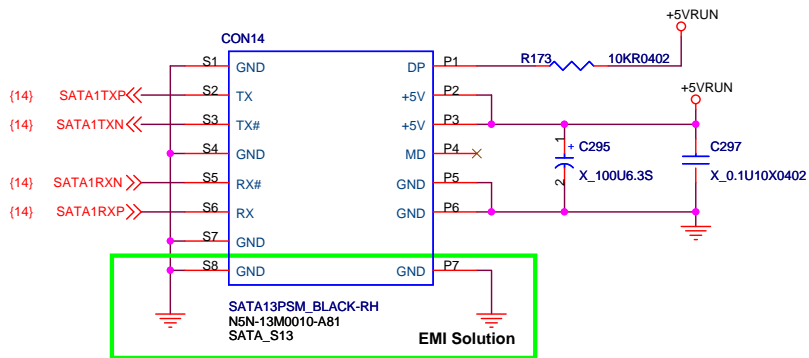 +5VRUN
CON14
R173 10KR0402
S1 GND DP P1
+5VRUN
{14} SATA1TXP S2 TX +5V P2
{14} SATA1TXN S3 TX# +5V P3
S4 GND MD P4
1 + C295 C297
{14} SATA1RXN S5 RX# GND P5
2 X_100U6.3S X_0.1U10X0402
{14} SATA1RXP S6 RX GND P6
S7 GND
S8 GND GND P7
SATA13PSM_BLACK-RH
N5N-13M0010-A81
SATA_S13
EMI Solution